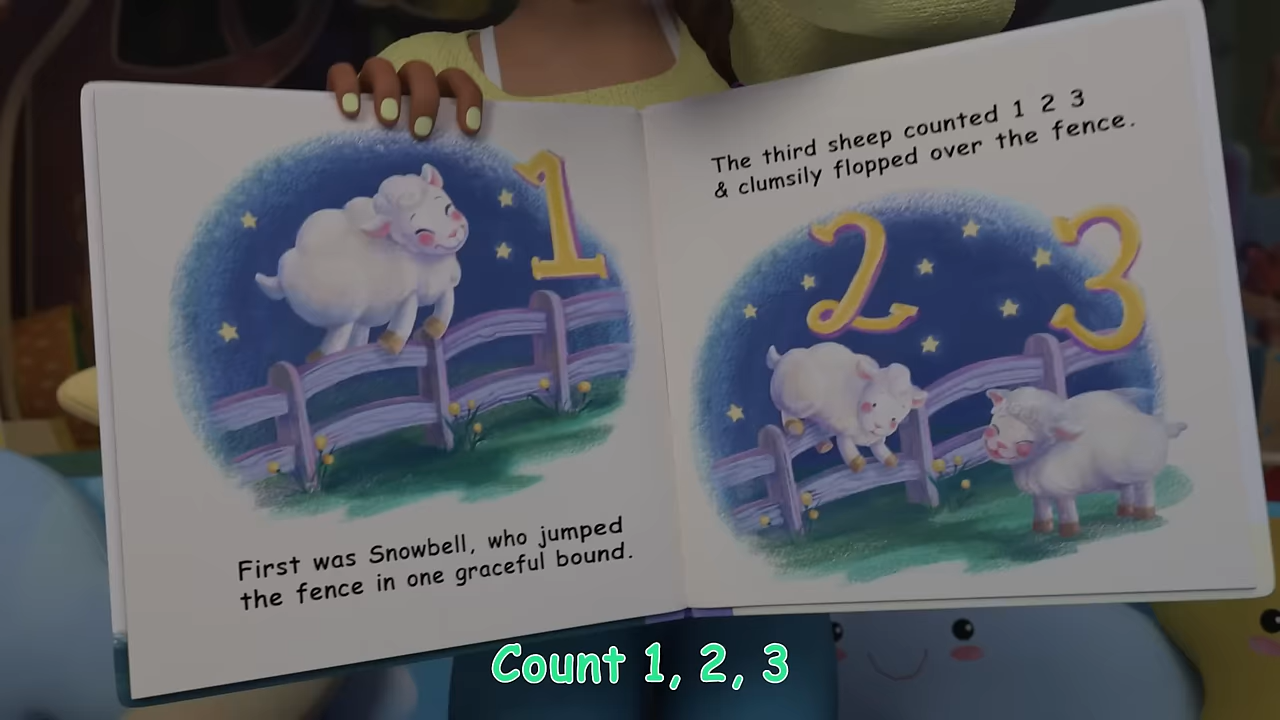 1
First was Snowbell, who jumped
the fence in one graceful bound.
The third sheep counted 1 2 3
& clumsily flopped over the fence.
2 3
Count 1, 2, 3